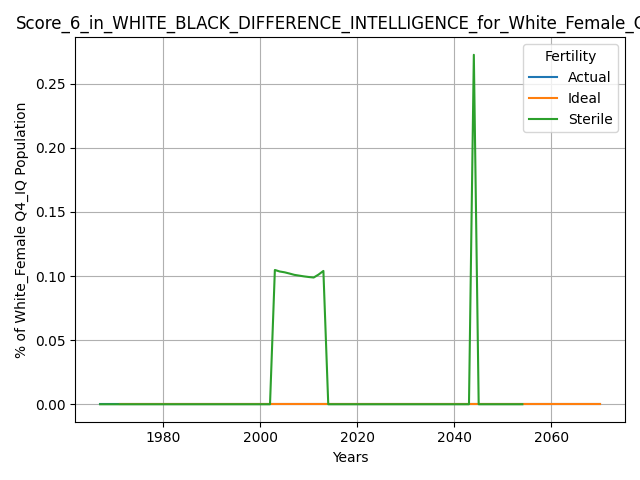 Score_6_in_WHITE_BLACK_DIFFERENCE_INTELLIGENCE_for_White_Female_
Fertility
Actual
Ideal
Sterile
% of White_Female Q4_IQ Population
0.25
0.20
0.15
0.10
0.05
0.00
1980 2000 2020 2040 2060
Years